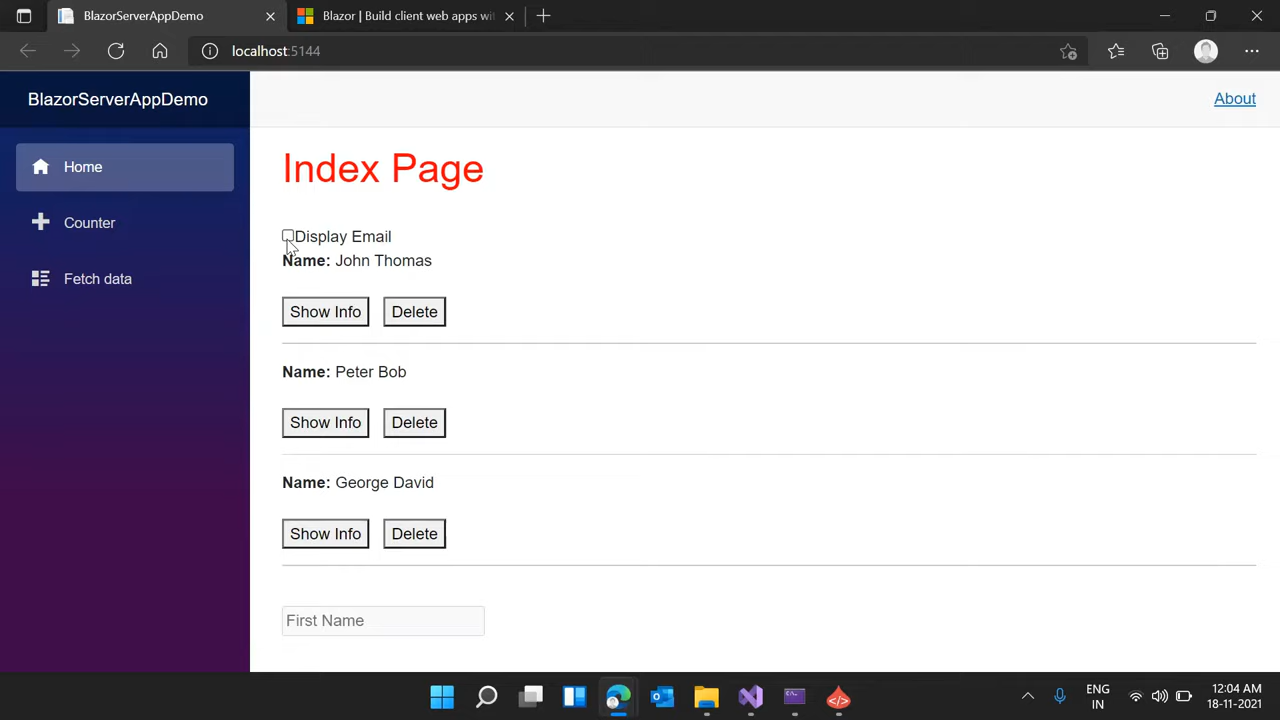 BlazorServerAppDemo
Blazor | Build client web apps wi
localhost:5144
BlazorServerAppDemo
About
Home
Counter
Fetch data
Index Page
Display Email
Name: John Thomas
Show Info Delete
Name: Peter Bob
Show Info Delete
Name: George David
Show Info Delete
First Name
ENG
IN
12:04 AM
18-11-2021